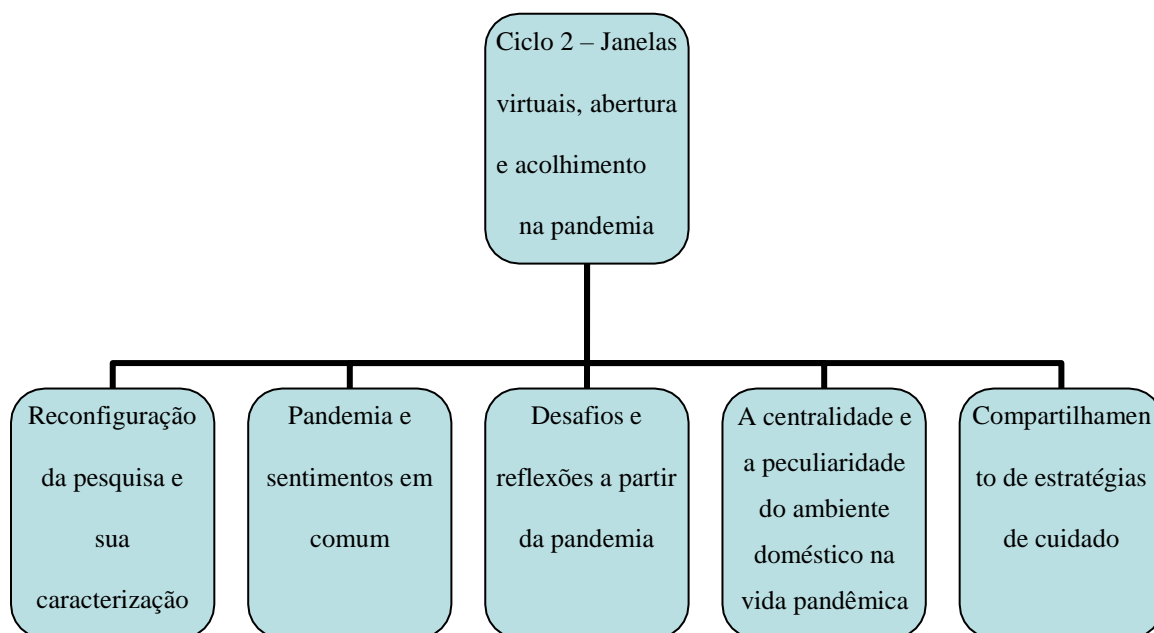 Ciclo 2 – Janelas
virtuais, abertura
e acolhimento
na pandemia
Reconfiguração
da pesquisa e
sua
caracterização
Pandemia e
sentimentos em
comum
Desafios e
reflexões a partir
da pandemia
A centralidade e
a peculiaridade
do ambiente
doméstico na
vida pandêmica
Compartilhamen
to de estratégias
de cuidado